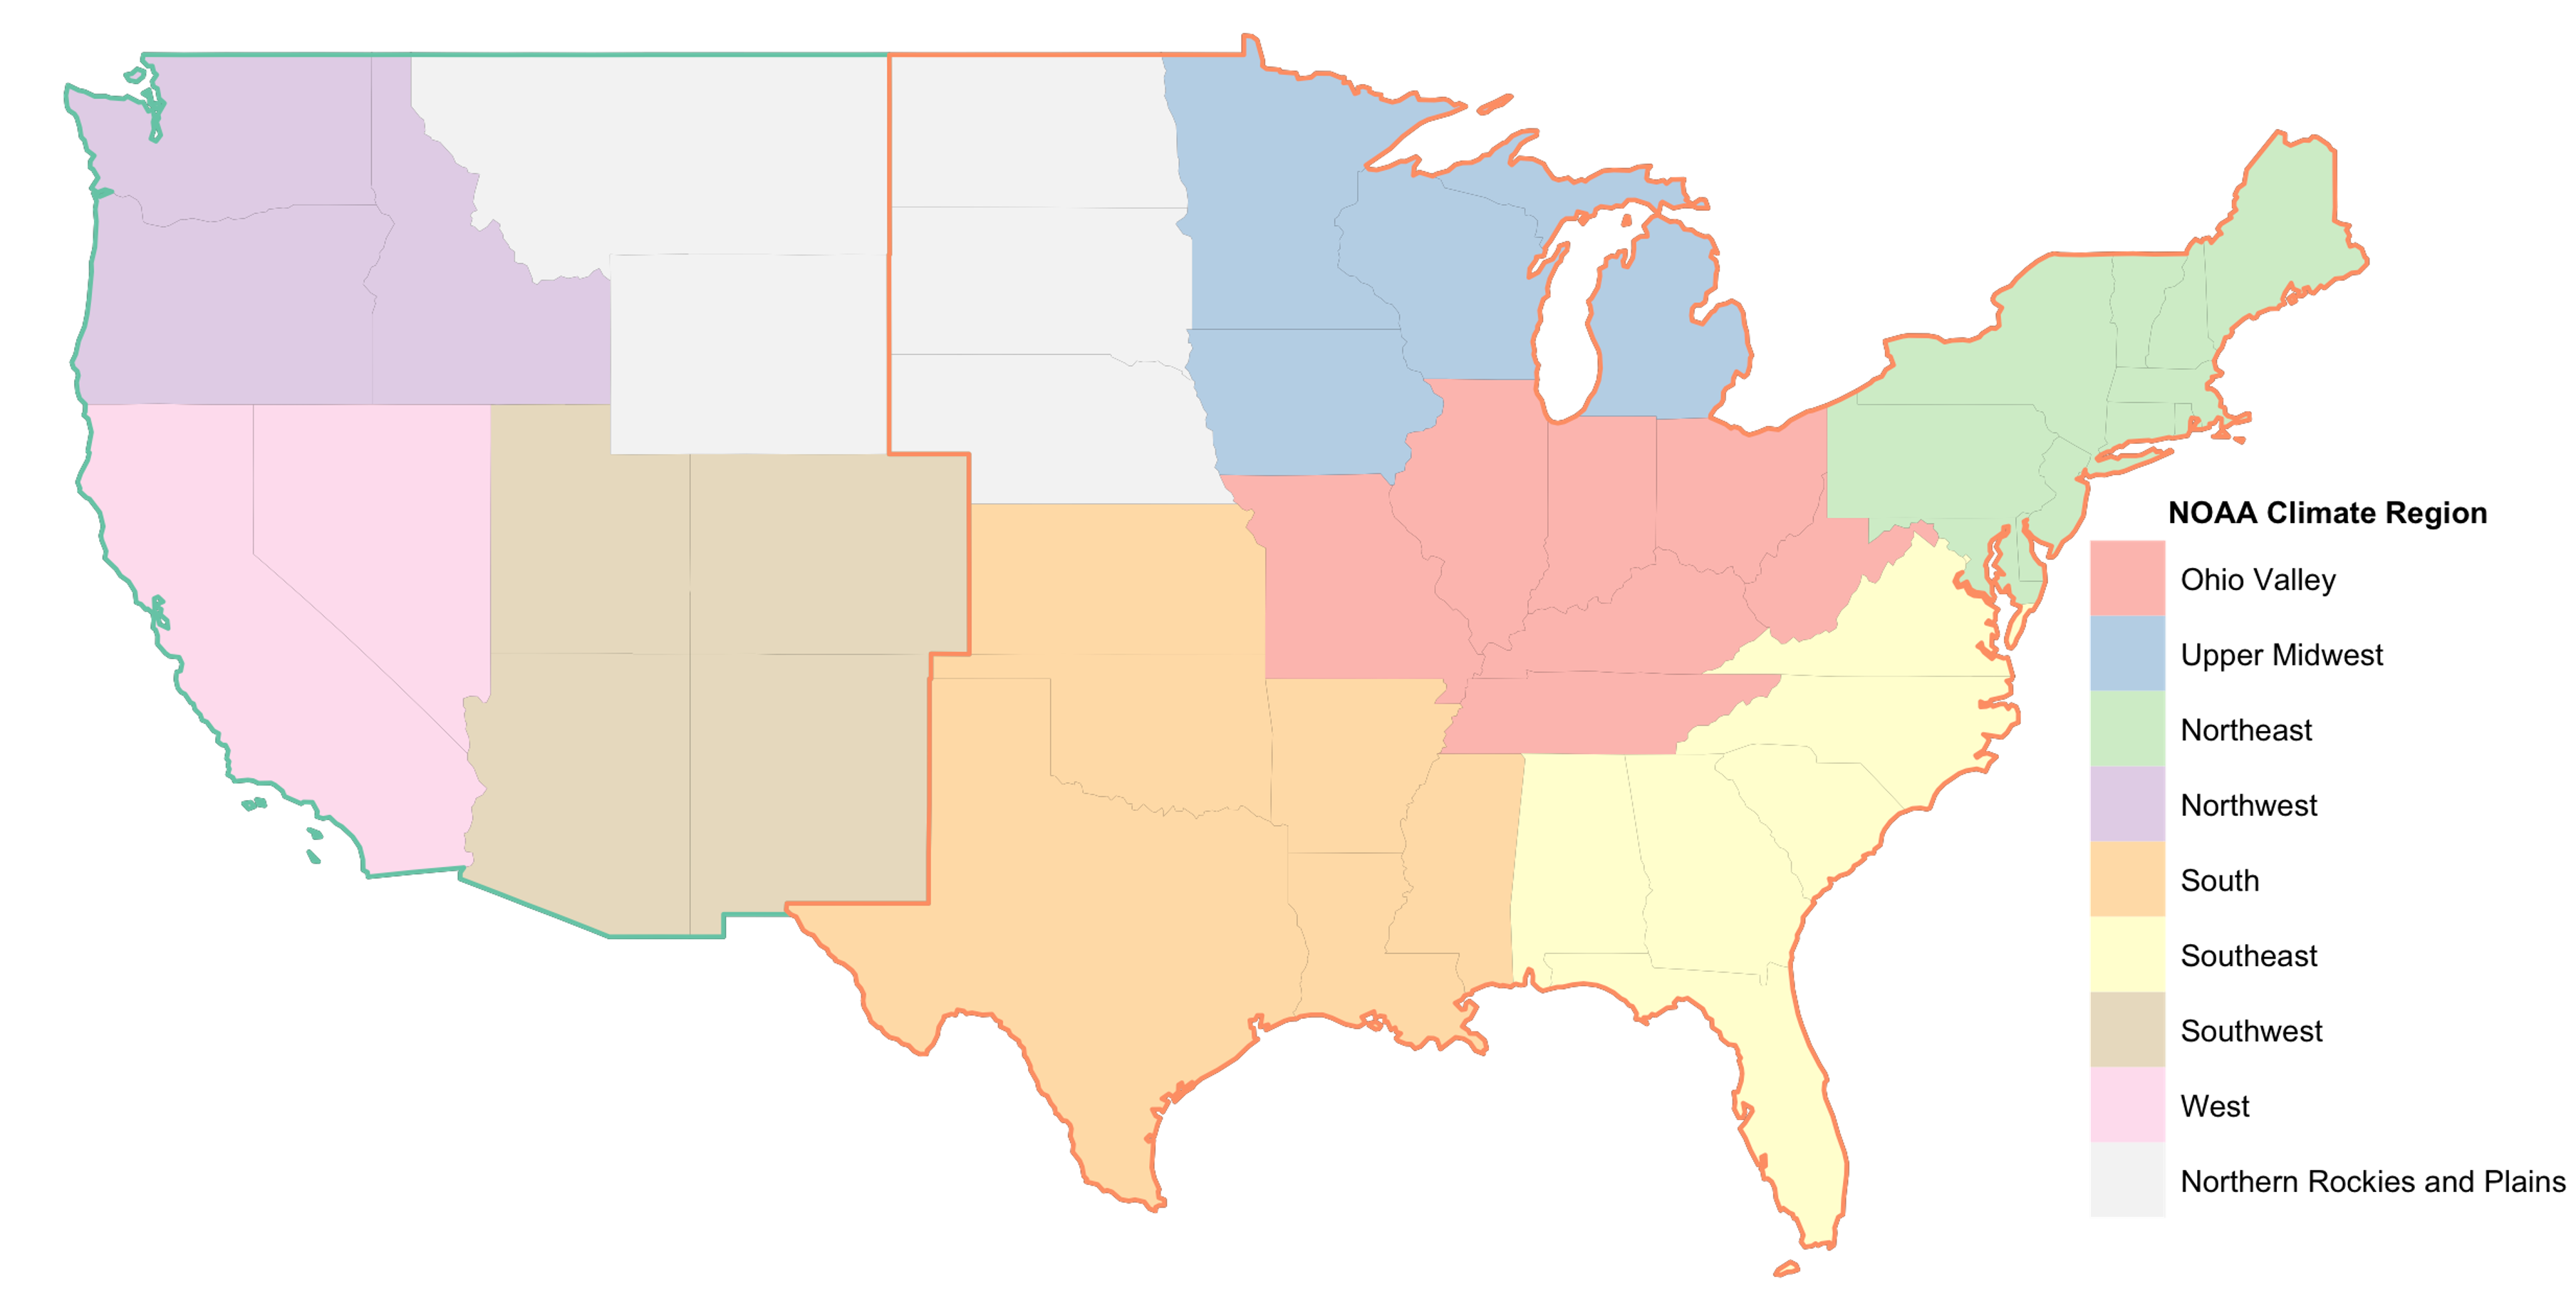 NOAA Climate Region
Ohio Valley
Upper Midwest
Northeast
Northwest
South
Southeast
Southwest
West
Northern Rockies and Plains